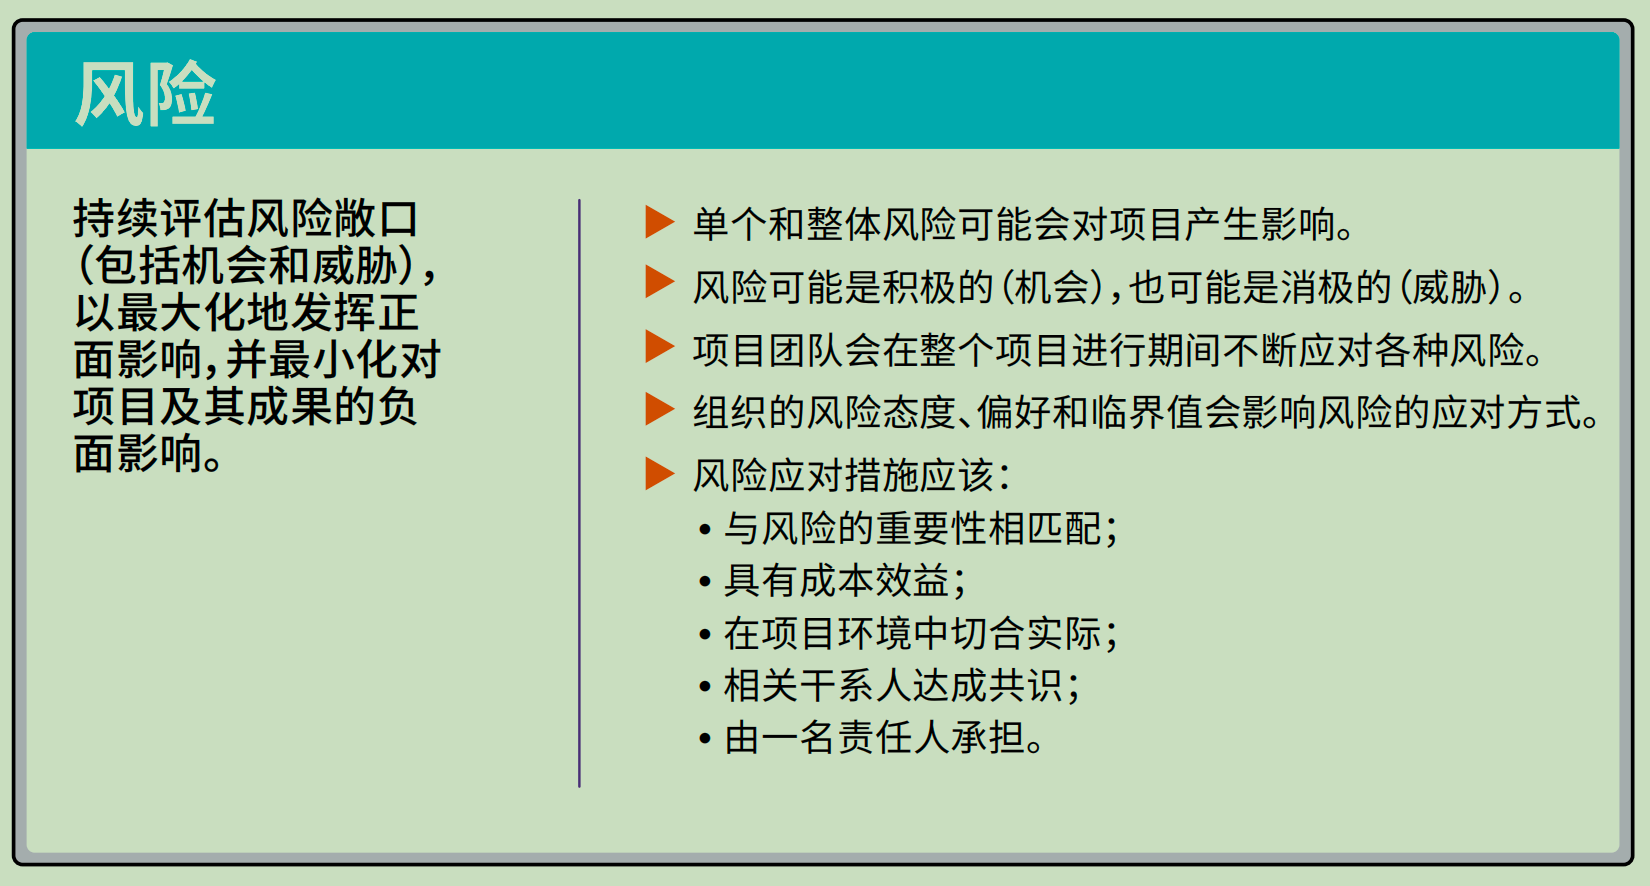 风险
持续评估风险敞口
（包括机会和威胁），
以最大化地发挥正
面影响，并最小化对
项目及其成果的负
面影响。
▶ 单个和整体风险可能会对项目产生影响。
▶ 风险可能是积极的（机会），也可能是消极的（威胁）。
▶ 项目团队会在整个项目进行期间不断应对各种风险。
▶ 组织的风险态度、偏好和临界值会影响风险的应对方式。
▶ 风险应对措施应该：
• 与风险的重要性相匹配；
• 具有成本效益；
• 在项目环境中切合实际；
• 相关干系人达成共识；
• 由一名责任人承担。